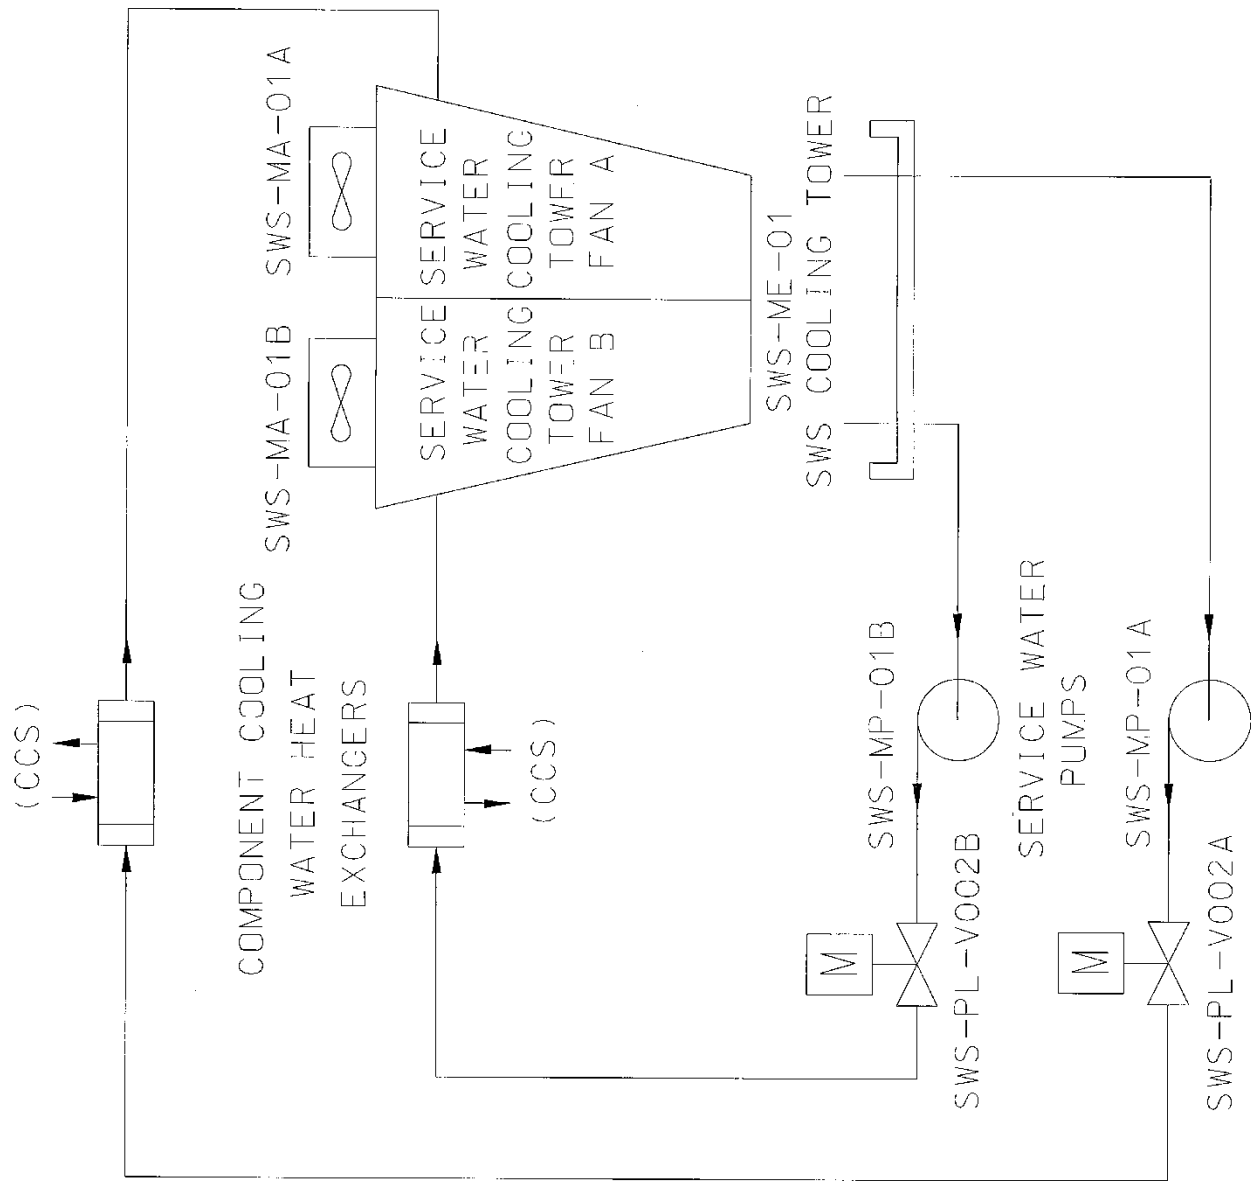 (CCS)
COMPONENT COOLING
WATER HEAT
EXCHANGERS
(CCS)
SWS-MA-01B
SWS-MA-01A
SERVICE
WATER
COOLING
TOWER
FAN B
SERVICE
WATER
COOLING
TOWER
FAN A
SWS-ME-01
SWS COOLING TOWER
M
SWS-MP-01B
SWS-PL-V002B
SERVICE WATER
PUMPS
M
SWS-MP-01A
SWS-PL-V002A